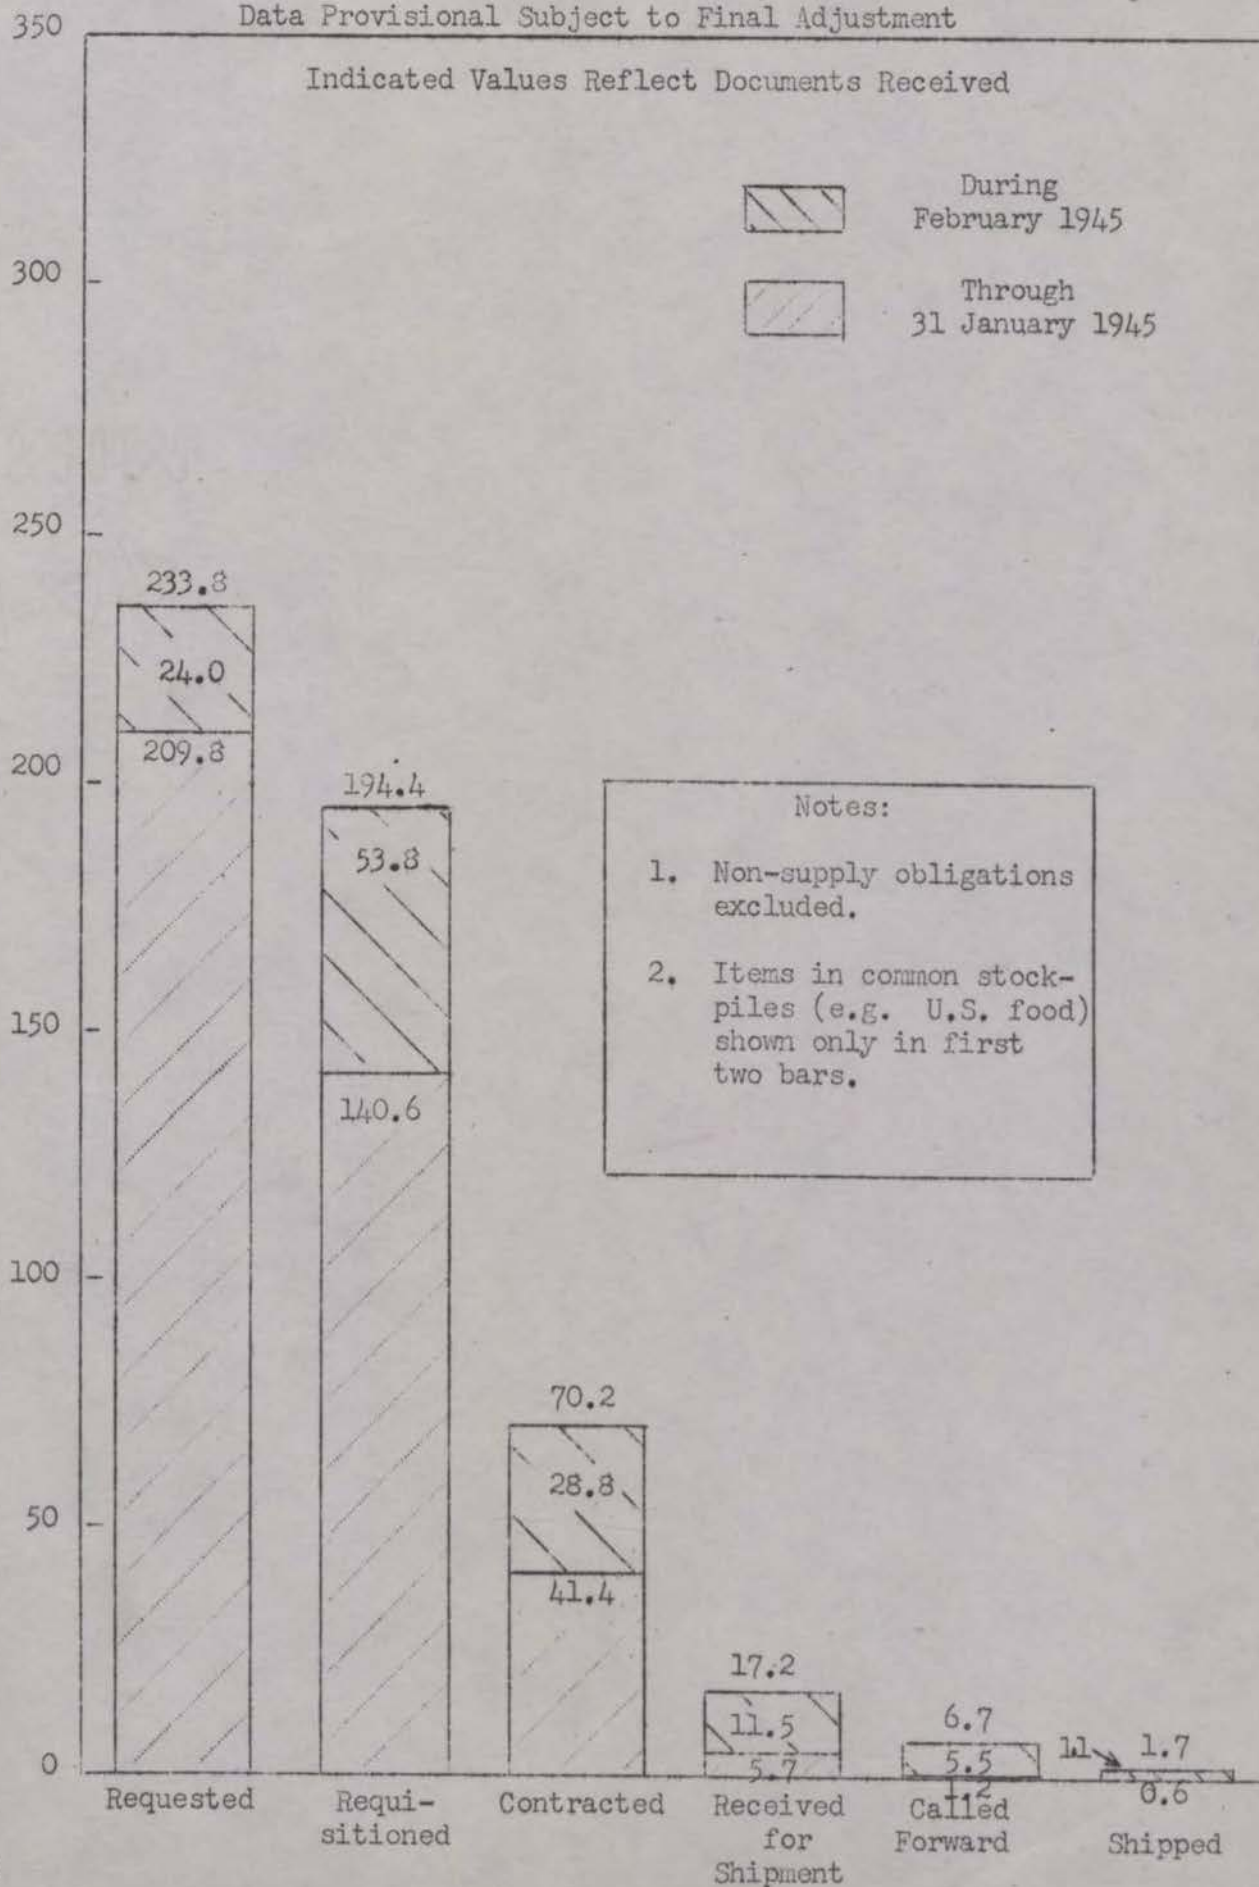 Data Provisional Subject to Final Adjustment
350
Indicated Values Reflect Documents Received
During
February 1945
Through
31 January 1945
300
250
200
150
100
50
0
233.8
24.0
209.8
194.4
53.8
140.6
70.2
28.8
41.4
17.2
11.5
5.7
6.7
5.5
1.2
1.1
1.7
0.6
Notes:
1. Non-supply obligations
excluded.
2. Items in common stock-
piles (e.g. U.S. food)
shown only in first
two bars.
Requested
Requi-
sitioned
Contracted
Received
for
Shipment
Called
Forward
Shipped